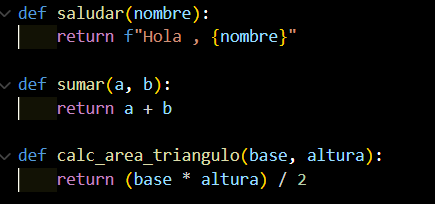 def saludar(nombre):
    return f"Hola , {nombre}"
def sumar(a, b):
    return a + b
def calc_area_triangulo(base, altura):
    return (base * altura) / 2